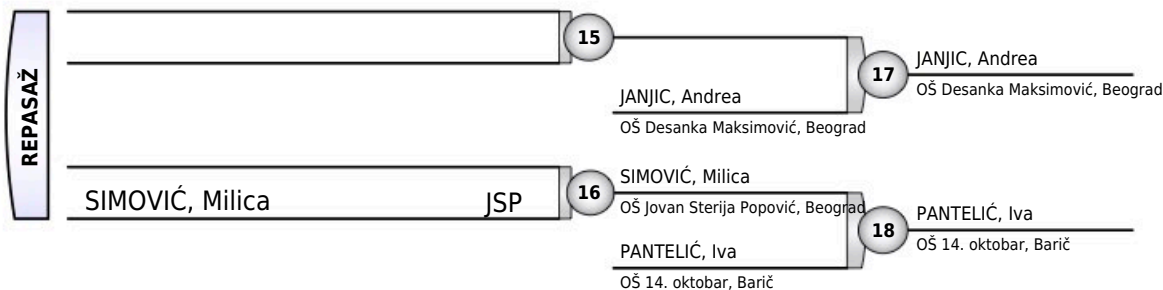 REPASAŽ
15
JANJIC, Andrea
OŠ Desanka Maksimović, Beograd
17
JANJIC, Andrea
OŠ Desanka Maksimović, Beograd
SIMOVIĆ, Milica JSP
16
SIMOVIĆ, Milica
OŠ Jovan Sterija Popović, Beograd
PANTELIĆ, Iva
OŠ 14. oktobar, Barič
18
PANTELIĆ, Iva
OŠ 14. oktobar, Barič